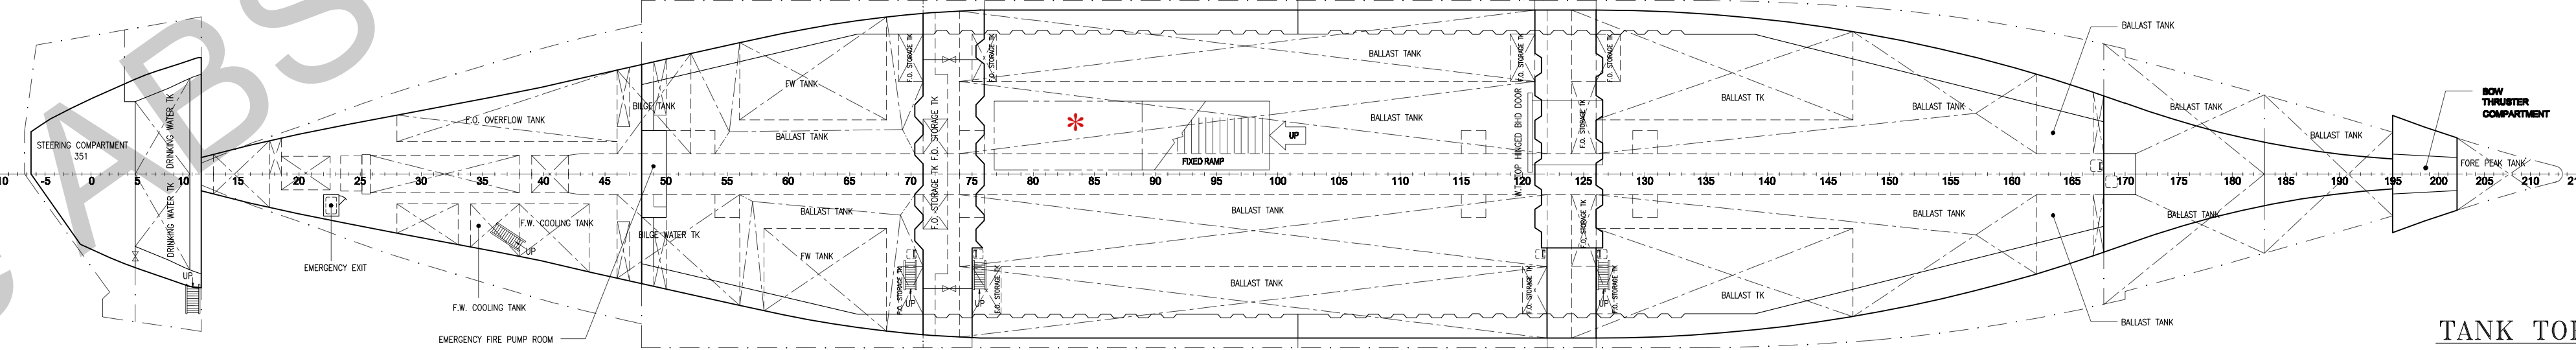 ABS
BALLAST TANK
F.O. STORAGE TK
F.O. STORAGE TK
F.O. STORAGE TK
F.O. STORAGE TK
BALLAST TANK
FW TANK
BILGE TANK
F.O. OVERFLOW TANK
BALLAST TANK
BALLAST TANK
BALLAST TK
BALLAST TANK
BALLAST TANK
BALLAST TANK
BOW
THRUSTER
COMPARTMENT
*
UP
FIXED RAMP
W.T. TOP HINGED BHD DOOR
F.O. STORAGE TK
F.O. STORAGE TK
F.O. STORAGE TK
DRINKING WATER TK
DRINKING WATER TK
STEERING COMPARTMENT
351
FORE PEAK TANK
10 -5 0 5 10 15 20 25 30 35 40 45 50 55 60 65 70 75 80 85 90 95 100 105 110 115 120 125 130 135 140 145 150 155 160 165 170 175 180 185 190 195 200 205 210
BALLAST TANK
BALLAST TANK
BALLAST TANK
BALLAST TANK
F.W. COOLING TANK
BILGE WATER TK
F.O. STORAGE TK
UP
FW TANK
EMERGENCY EXIT
UP
BALLAST TANK
BALLAST TK
F.O. STORAGE TK
F.O. STORAGE TK
F.O. STORAGE TK
F.O. STORAGE TK
UP
UP
UP
F.W. COOLING TANK
BALLAST TANK
EMERGENCY FIRE PUMP ROOM
TANK TOP